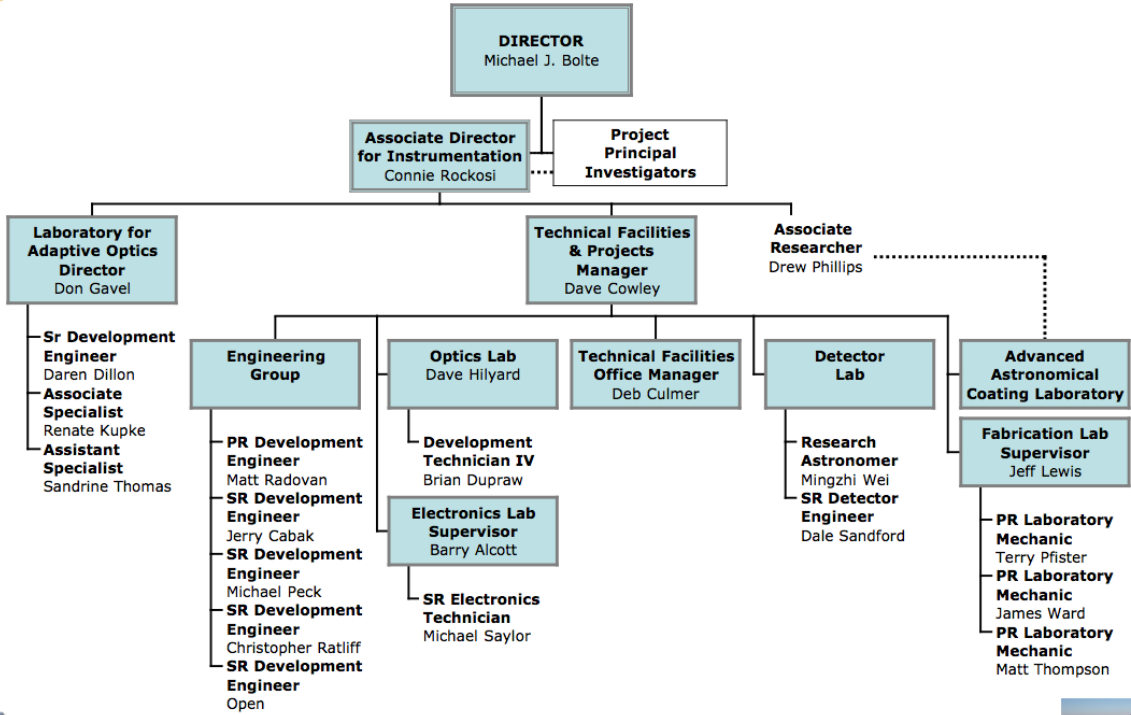 DIRECTOR
Michael J. Bolte
Associate Director
for Instrumentation
Connie Rockosi
Project
Principal
Investigators
Laboratory for
Adaptive Optics
Director
Don Gavel
Technical Facilities
& Projects
Manager
Dave Cowley
Associate
Researcher
Drew Phillips
Sr Development
Engineer
Daren Dillon
Associate
Specialist
Renate Kupke
Assistant
Specialist
Sandrine Thomas
Engineering
Group
PR Development
Engineer
Matt Radovan
SR Development
Engineer
Jerry Cabak
SR Development
Engineer
Michael Peck
SR Development
Engineer
Christopher Ratliff
SR Development
Engineer
Open
Optics Lab
Dave Hilyard
Development
Technician IV
Brian Dupraw
Electronics Lab
Supervisor
Barry Alcott
SR Electronics
Technician
Michael Saylor
Technical Facilities
Office Manager
Deb Culmer
Detector
Lab
Research
Astronomer
Mingzhi Wei
SR Detector
Engineer
Dale Sandford
Advanced
Astronomical
Coating Laboratory
Fabrication Lab
Supervisor
Jeff Lewis
PR Laboratory
Mechanic
Terry Pfister
PR Laboratory
Mechanic
James Ward
PR Laboratory
Mechanic
Matt Thompson